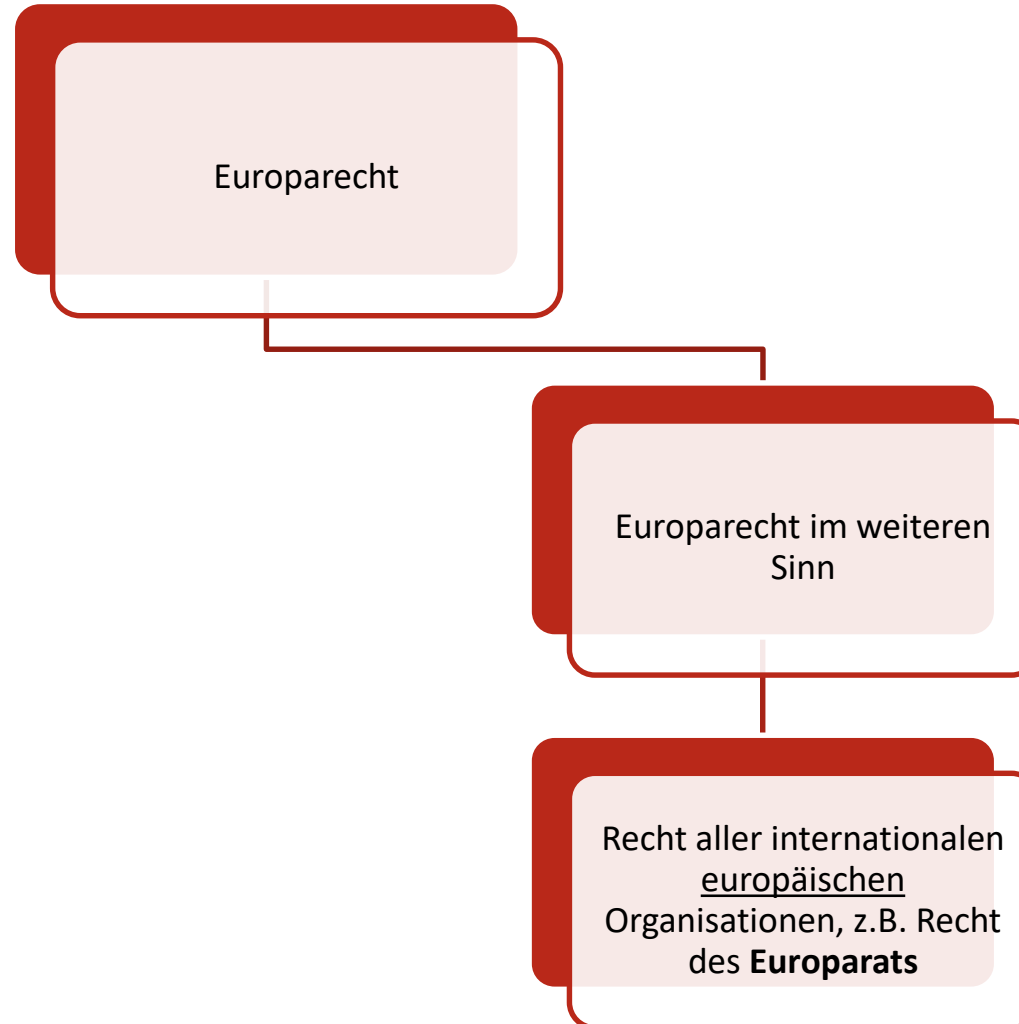 Europarecht
Europarecht im weiteren
Sinn
Recht aller internationalen
europäischen
Organisationen, z.B. Recht
des Europarats